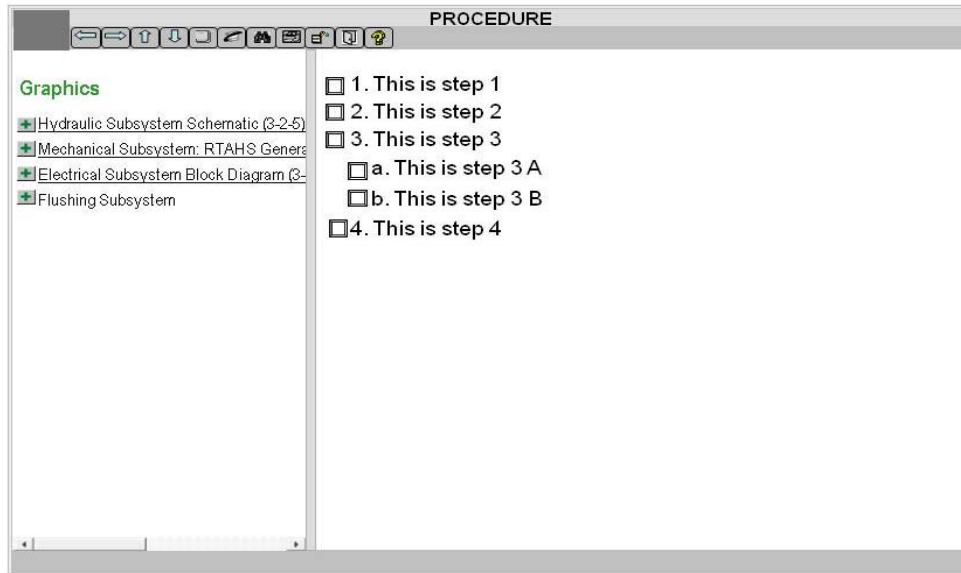 PROCEDURE
Graphics
Hydraulic Subsystem Schematic (3-2-5)
Mechanical Subsystem: RTAHS Genera
Electrical Subsystem Block Diagram (3-
Flushing Subsystem
1. This is step 1
2. This is step 2
3. This is step 3
a. This is step 3 A
b. This is step 3 B
4. This is step 4